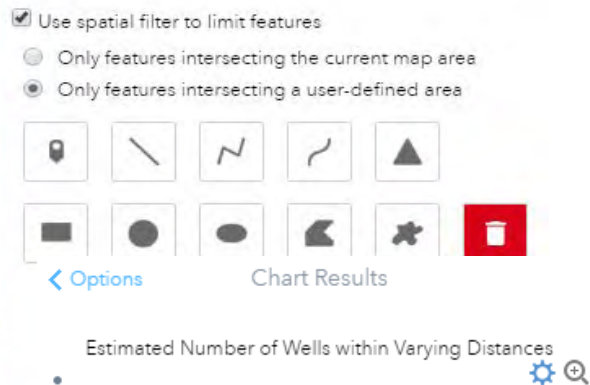 Use spatial filter to limit features
Only features intersecting the current map area
Only features intersecting a user-defined area
Options Chart Results
Estimated Number of Wells within Varying Distances